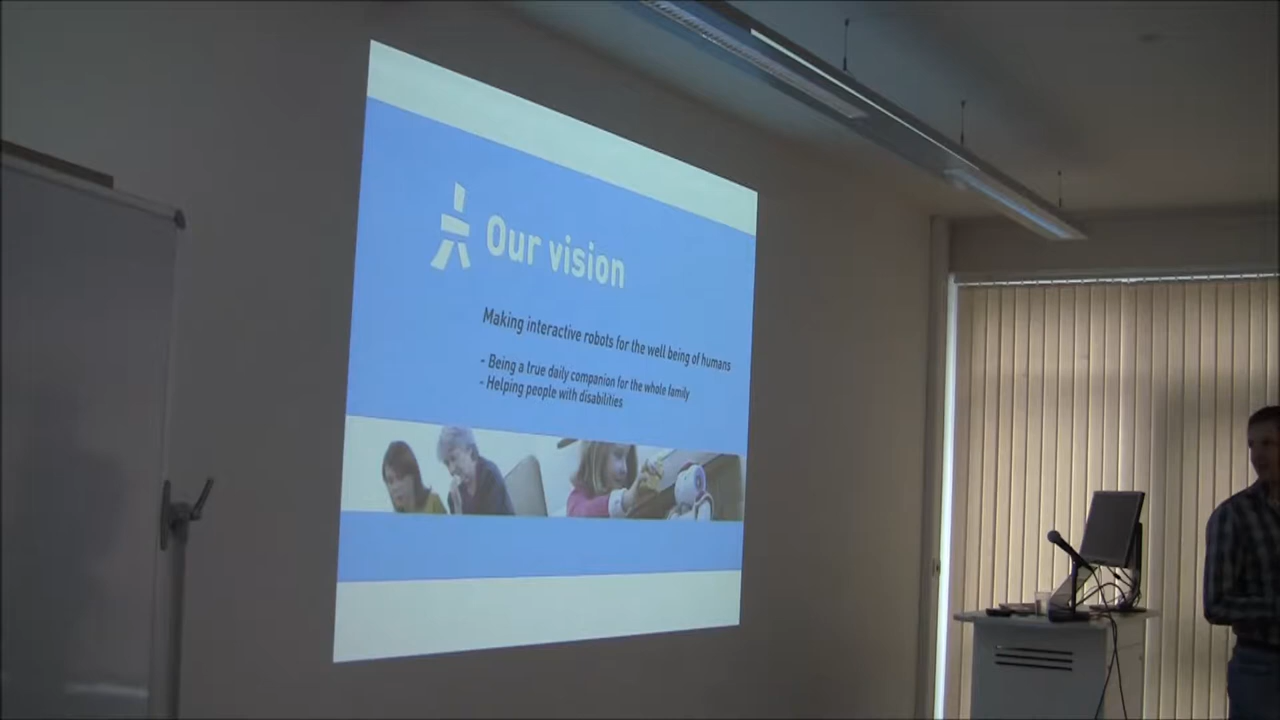 Our vision
Making interactive robots for the well being of humans
- Being a true daily companion for the whole family
- Helping people with disabilities